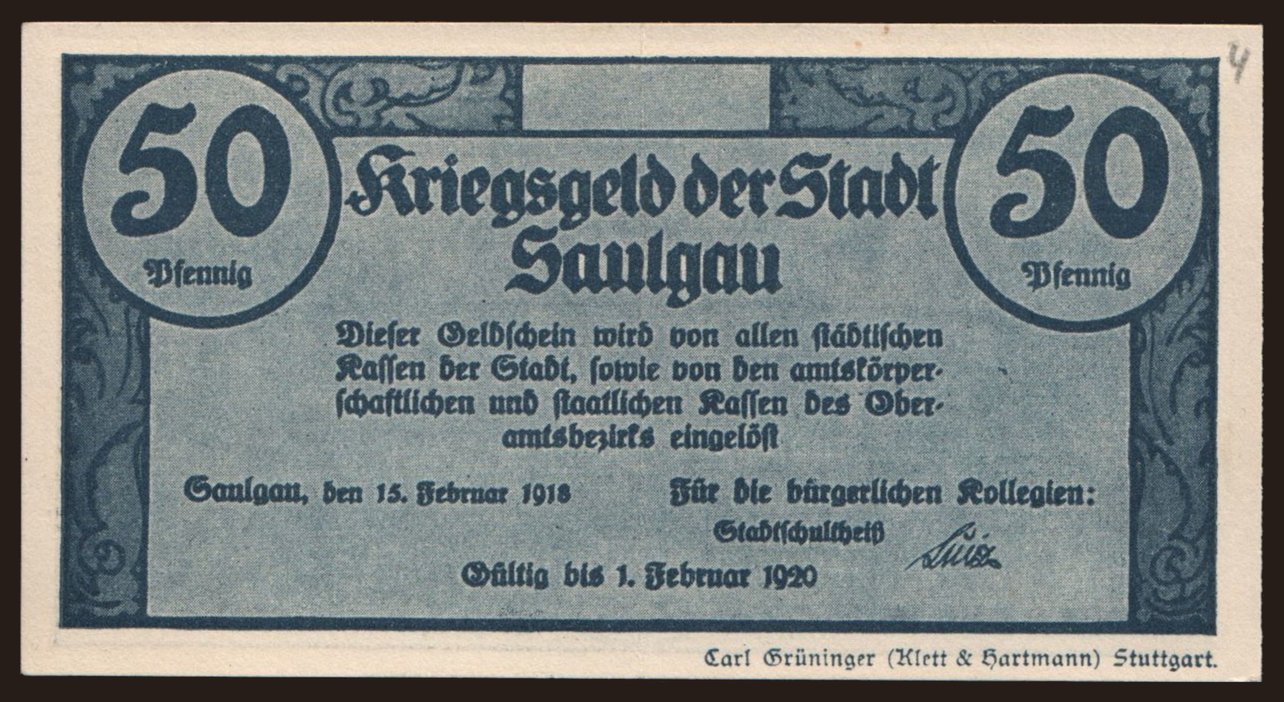 4
50 50
Pfennig Pfennig
Kriegsgeld der Stadt
Saulgau
Dieser Geldschein wird von allen städtischen
Kassen der Stadt, sowie von den amtskörper-
schaftlichen und staatlichen Kassen des Ober-
amtsbezirks eingelöst
Saulgau, den 15. Februar 1918 Für die bürgerlichen Kollegien:
Stadtschultheiß
Gültig bis 1. Februar 1920
Carl Grüninger (Klett & Hartmann) Stuttgart.